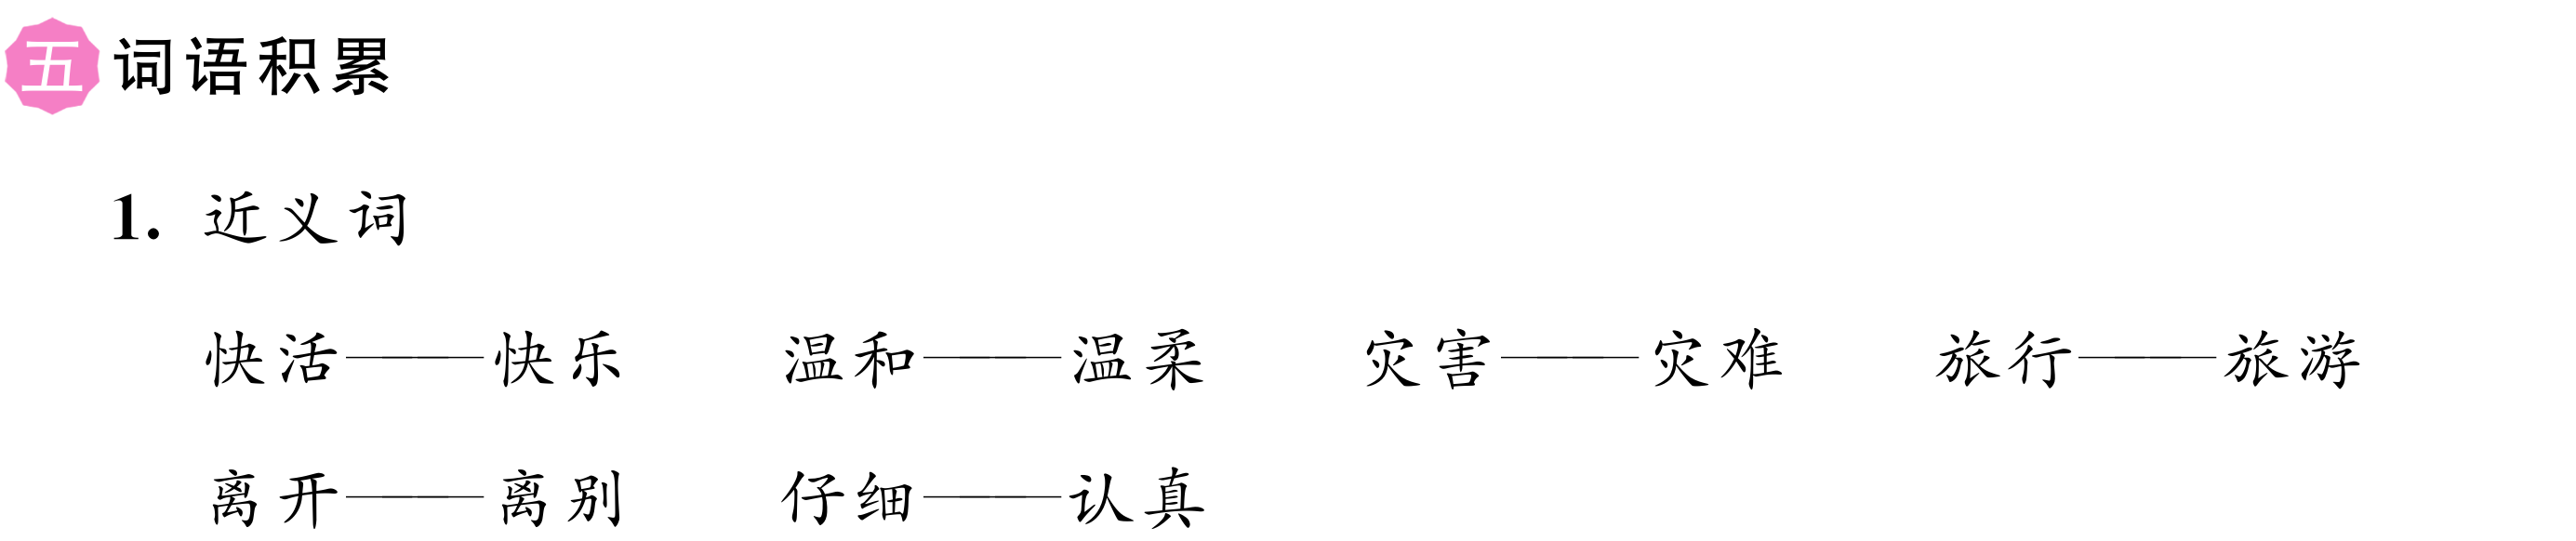 五 词语积累
1. 近义词
快活——快乐 温和——温柔 灾害——灾难 旅行——旅游
离开——离别 仔细——认真